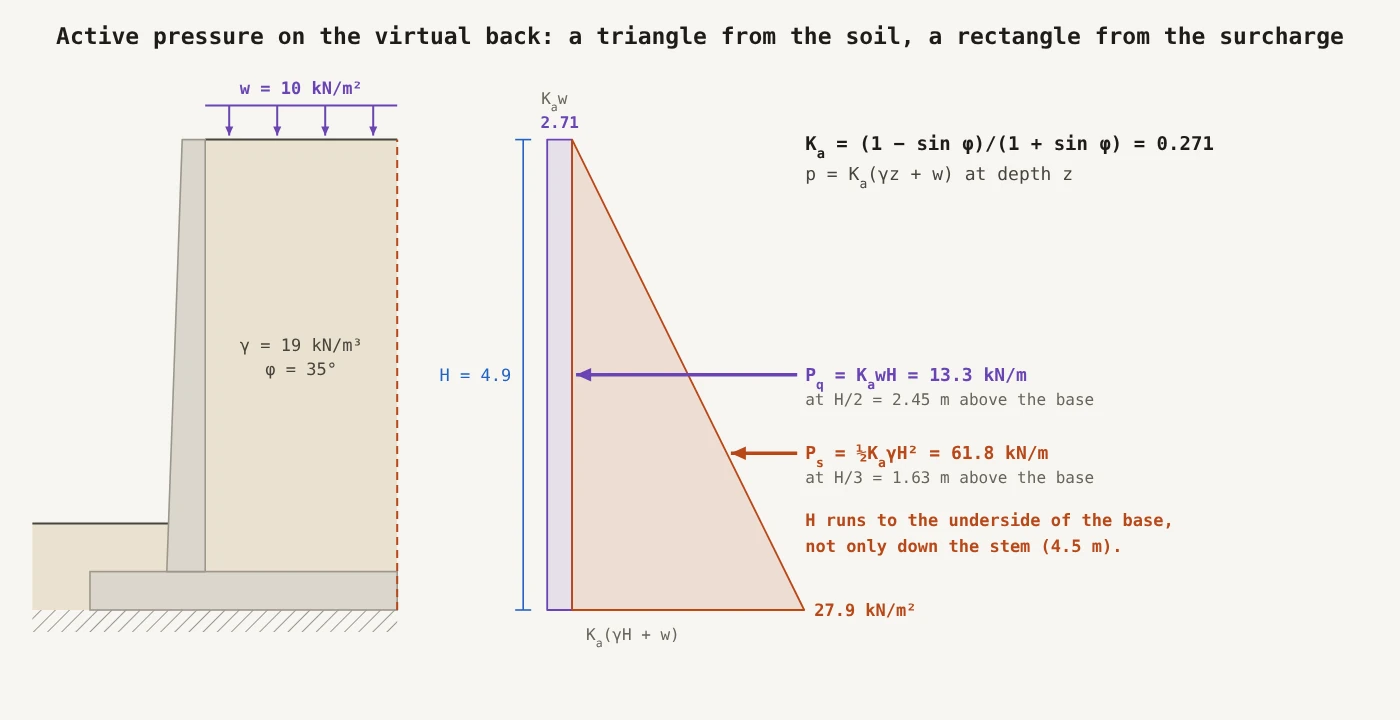 Active pressure on the virtual back: a triangle from the soil, a rectangle from the surcharge
w = 10 kN/m²
Kₐw
2.71
Kₐ = (1 − sin φ)/(1 + sin φ) = 0.271
p = Kₐ(γz + w) at depth z
γ = 19 kN/m³
φ = 35°
H = 4.9
P_q = KₐwH = 13.3 kN/m
at H/2 = 2.45 m above the base
Pₛ = ½KₐγH² = 61.8 kN/m
at H/3 = 1.63 m above the base
H runs to the underside of the base,
not only down the stem (4.5 m).
27.9 kN/m²
Kₐ(γH + w)